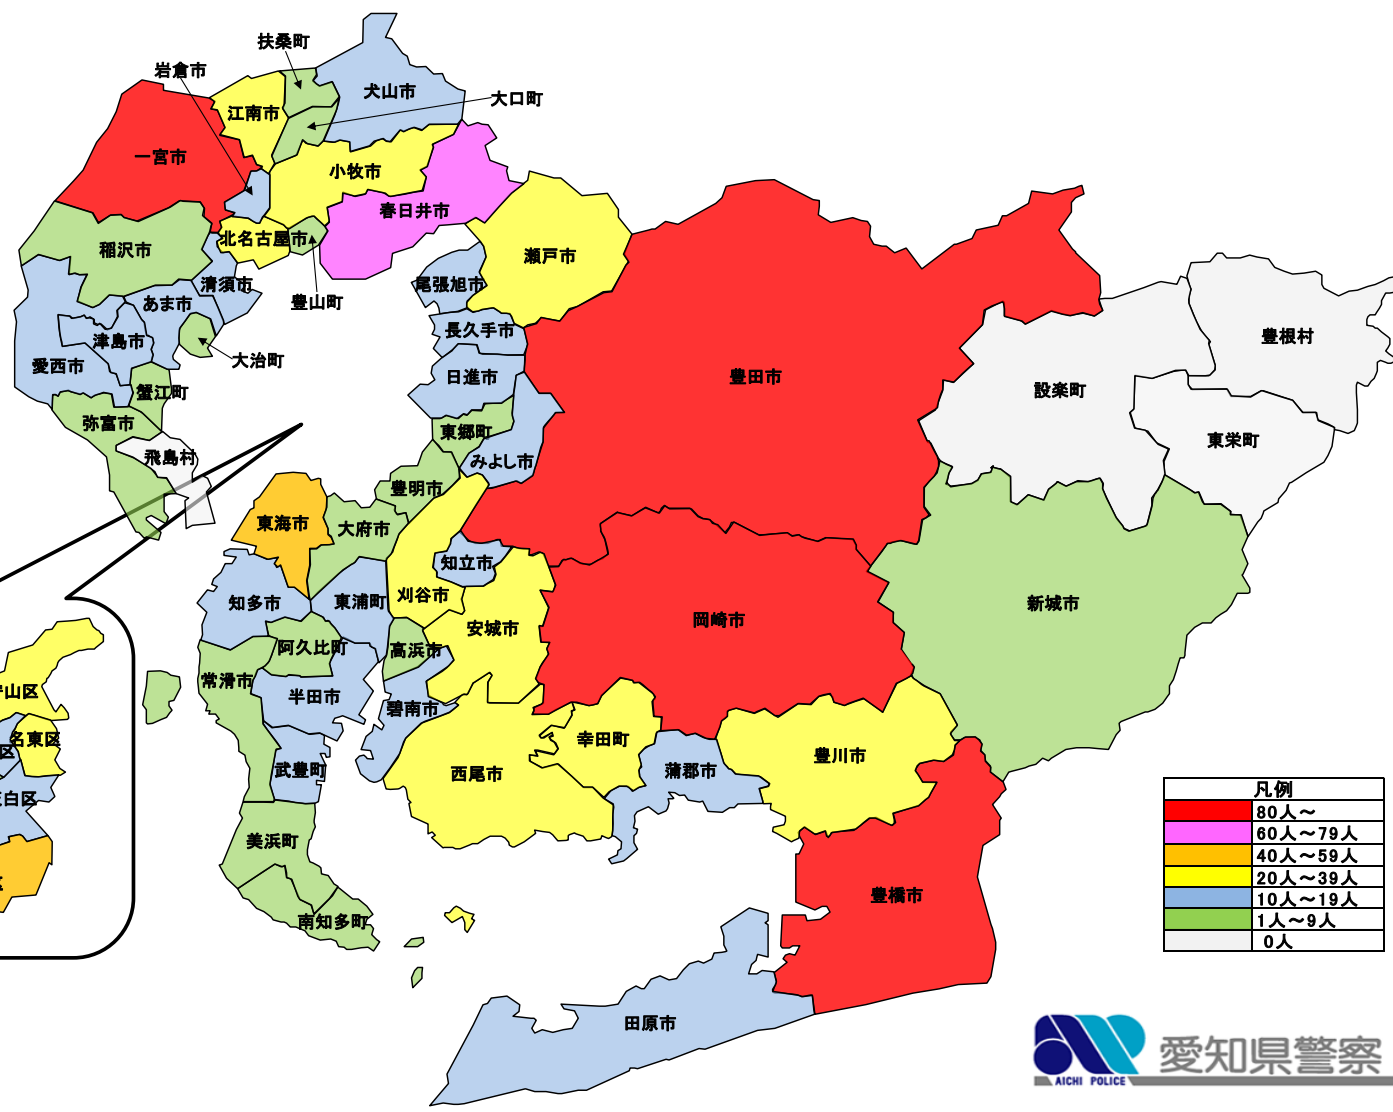 扶桑町
岩倉市
犬山市
大口町
江南市
一宮市
小牧市
春日井市
北名古屋市
稲沢市
瀬戸市
清須市
尾張旭市
豊山町
あま市
長久手市
津島市
豊根村
大治町
愛西市
日進市
豊田市
設楽町
蟹江町
弥富市
東郷町
東栄町
飛島村
みよし市
豊明市
東海市
大府市
知立市
刈谷市
知多市
東浦町
新城市
岡崎市
安城市
阿久比町
高浜市
常滑市
半田市
碧南市
山区
名東区
区
幸田町
豊川市
武豊町
西尾市
蒲郡市
白区
美浜町
区
豊橋市
南知多町
田原市
凡例
80人～
60人～79人
40人～59人
20人～39人
10人～19人
1人～9人
0人
愛知県警察
AICHI POLICE